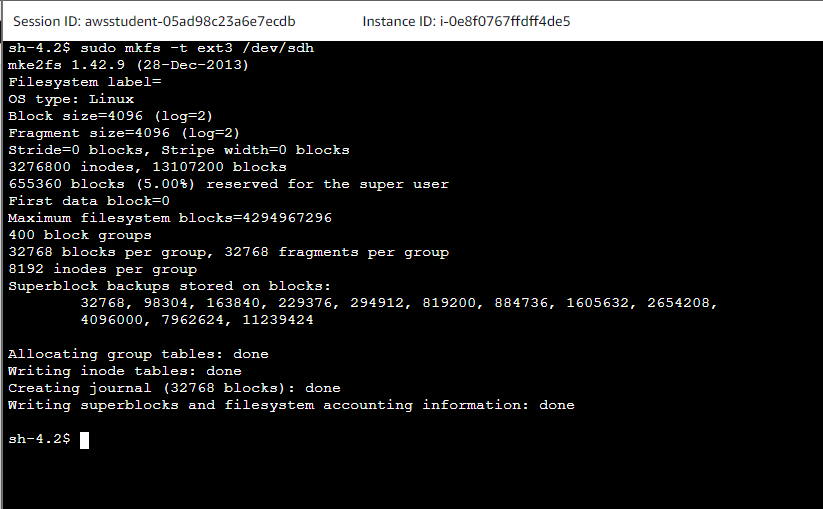 Session ID: awsstudent-05ad98c23a6e7ecdb Instance ID: i-0e8f0767ffdff4de5
sh-4.2$ sudo mkfs -t ext3 /dev/sdh
mke2fs 1.42.9 (28-Dec-2013)
Filesystem label=
OS type: Linux
Block size=4096 (log=2)
Fragment size=4096 (log=2)
Stride=0 blocks, Stripe width=0 blocks
3276800 inodes, 13107200 blocks
655360 blocks (5.00%) reserved for the super user
First data block=0
Maximum filesystem blocks=4294967296
400 block groups
32768 blocks per group, 32768 fragments per group
8192 inodes per group
Superblock backups stored on blocks:
32768, 98304, 163840, 229376, 294912, 819200, 884736, 1605632, 2654208,
4096000, 7962624, 11239424
Allocating group tables: done
Writing inode tables: done
Creating journal (32768 blocks): done
Writing superblocks and filesystem accounting information: done
sh-4.2$